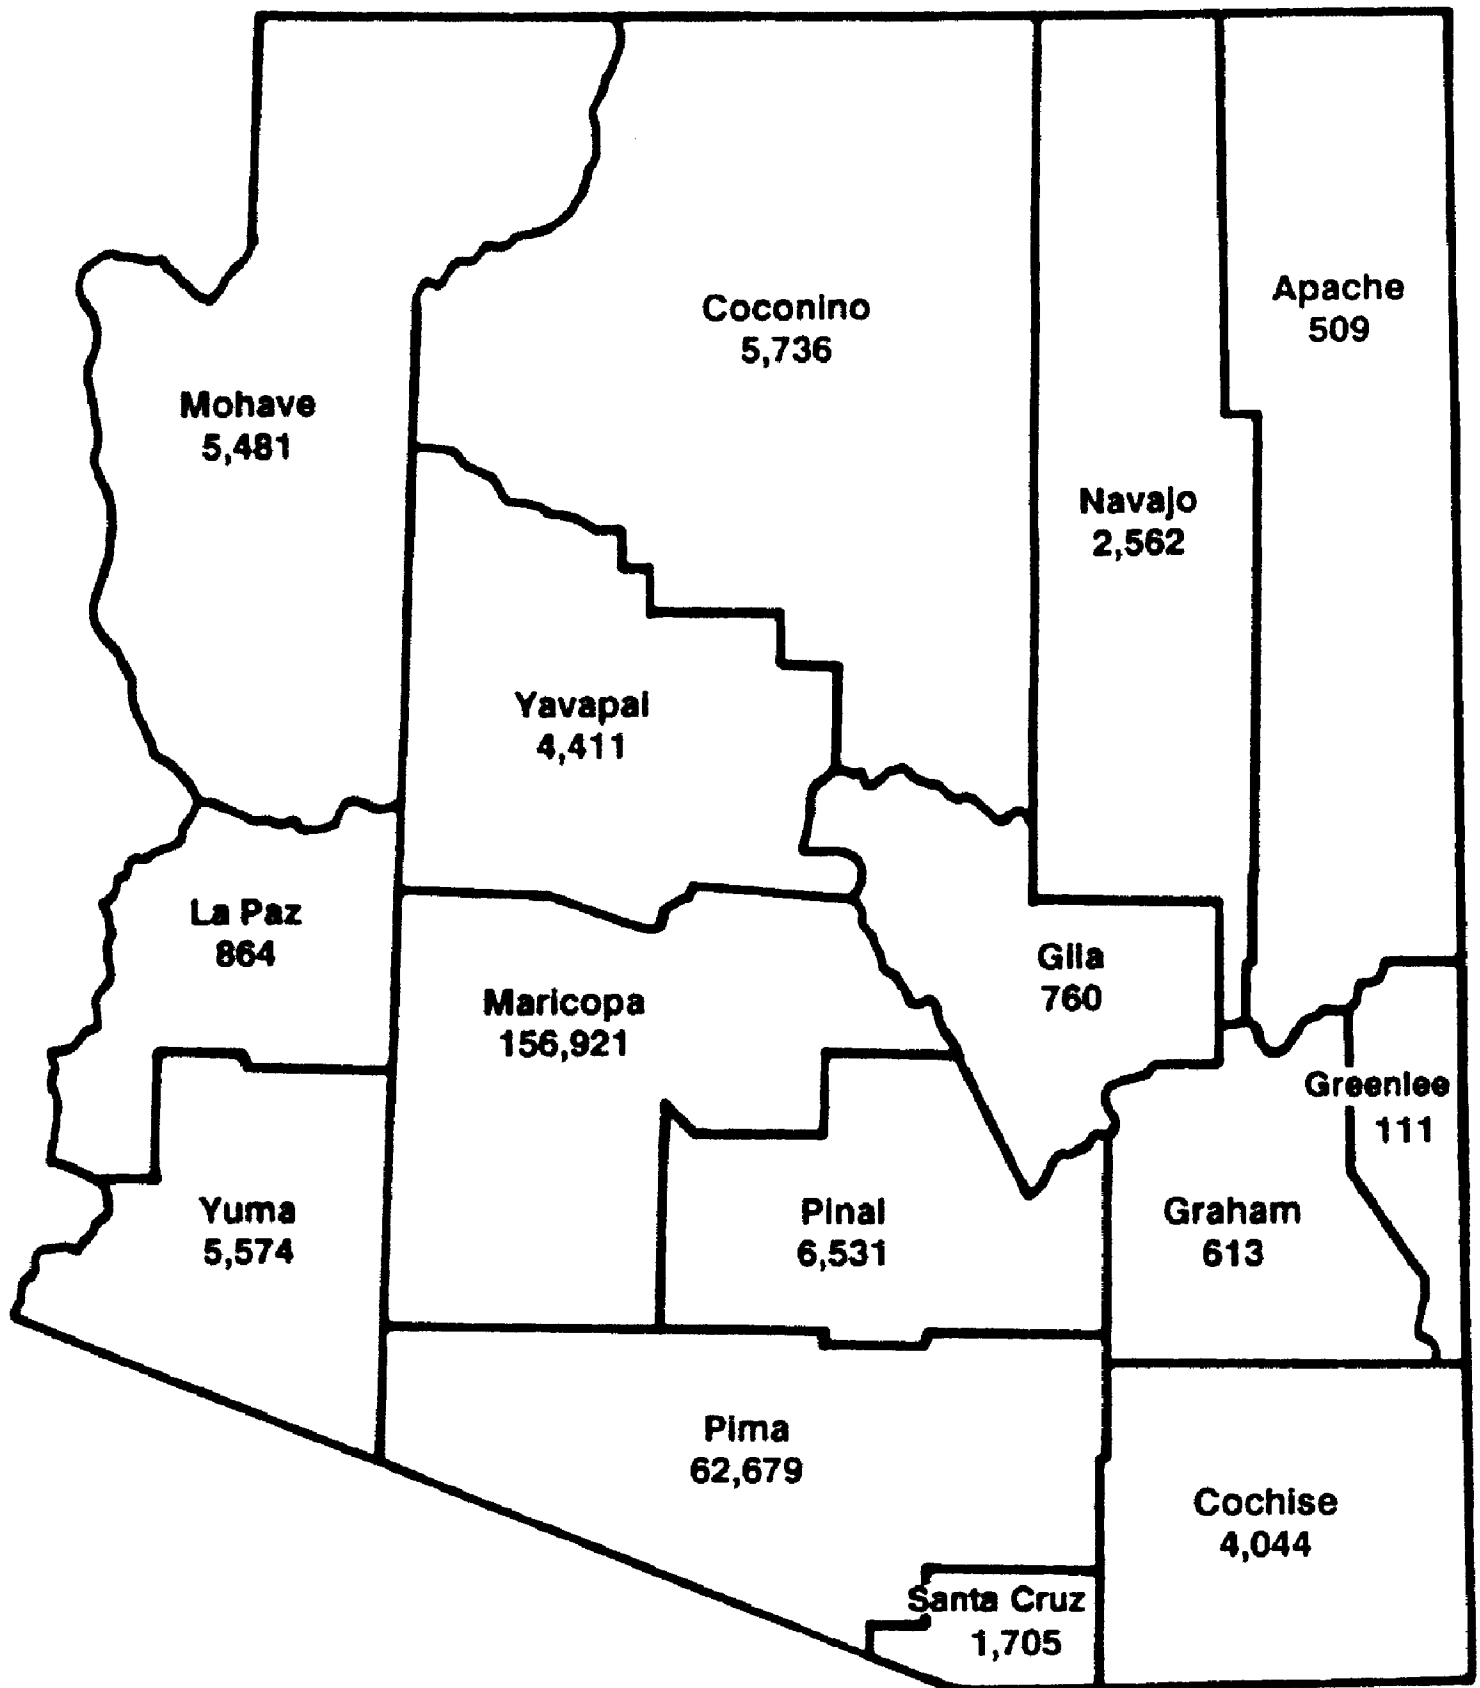 Coconino
5,736
Apache
509
Mohave
5,481
Navajo
2,562
Yavapai
4,411
La Paz
864
Gila
760
Maricopa
156,921
Greenlee
111
Yuma
5,574
Pinal
6,531
Graham
613
Pima
62,679
Cochise
4,044
Santa Cruz
1,705